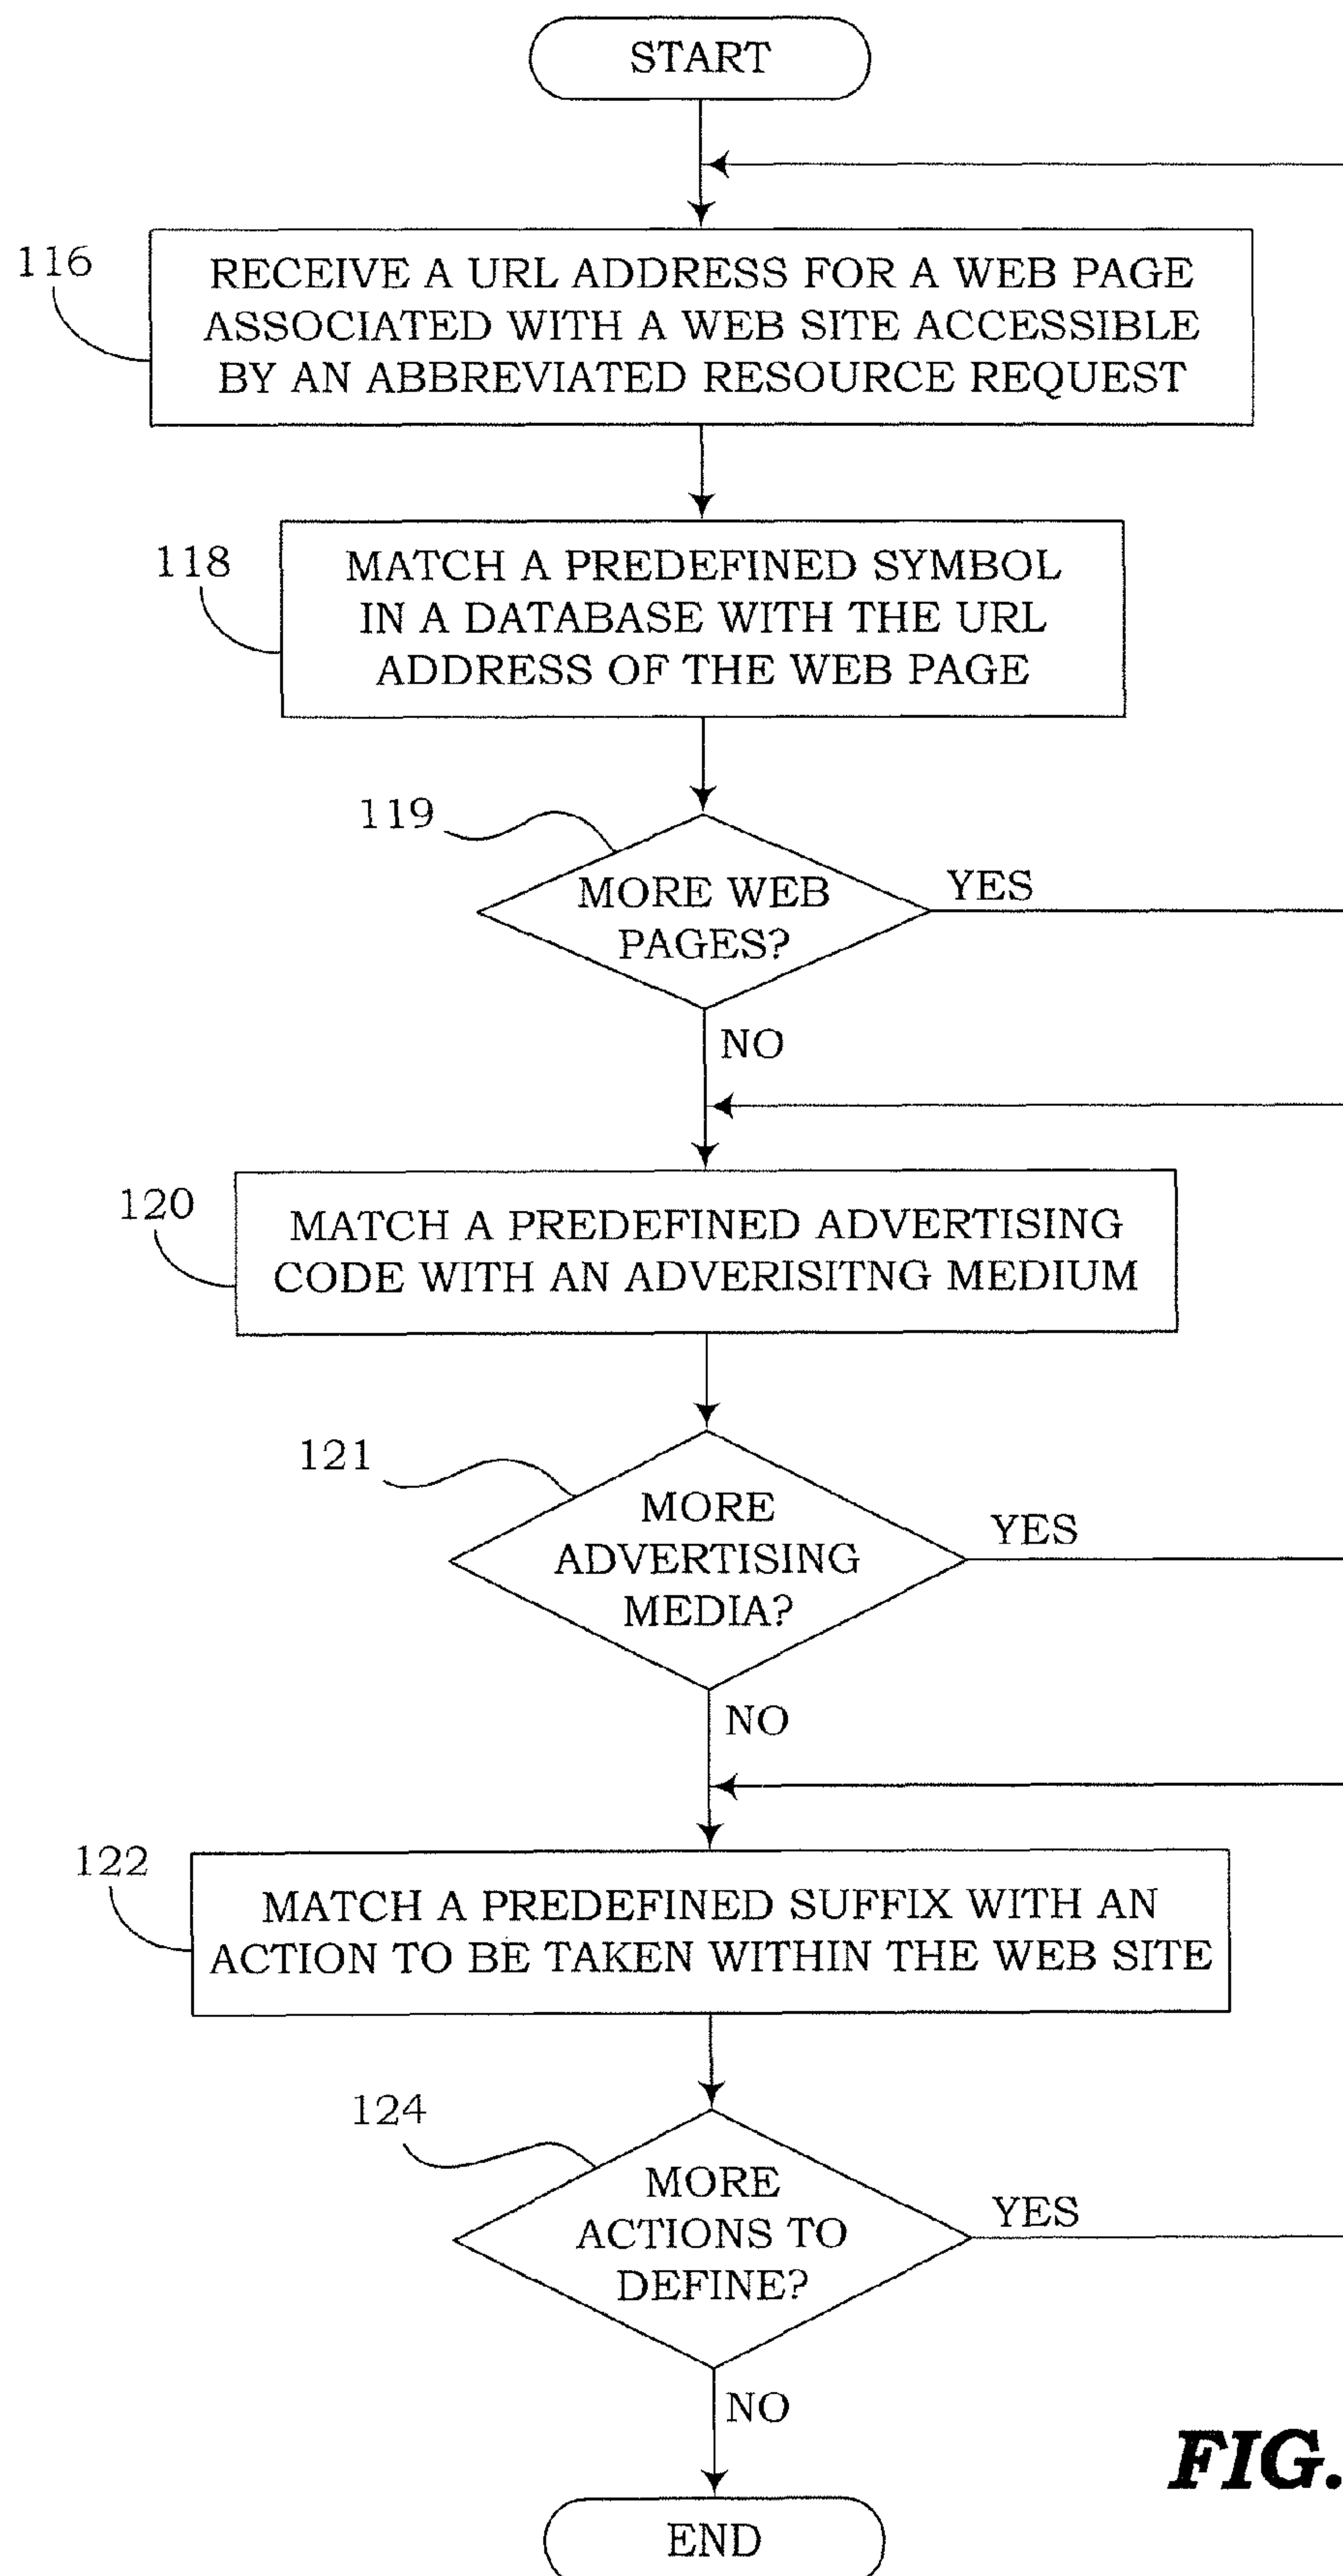 START
116
RECEIVE A URL ADDRESS FOR A WEB PAGE
ASSOCIATED WITH A WEB SITE ACCESSIBLE
BY AN ABBREVIATED RESOURCE REQUEST
118
MATCH A PREDEFINED SYMBOL
IN A DATABASE WITH THE URL
ADDRESS OF THE WEB PAGE
119
MORE WEB
PAGES?
YES
NO
120
MATCH A PREDEFINED ADVERTISING
CODE WITH AN ADVERISITNG MEDIUM
121
MORE
ADVERTISING
MEDIA?
YES
NO
122
MATCH A PREDEFINED SUFFIX WITH AN
ACTION TO BE TAKEN WITHIN THE WEB SITE
124
MORE
ACTIONS TO
DEFINE?
YES
NO
FIG.
END